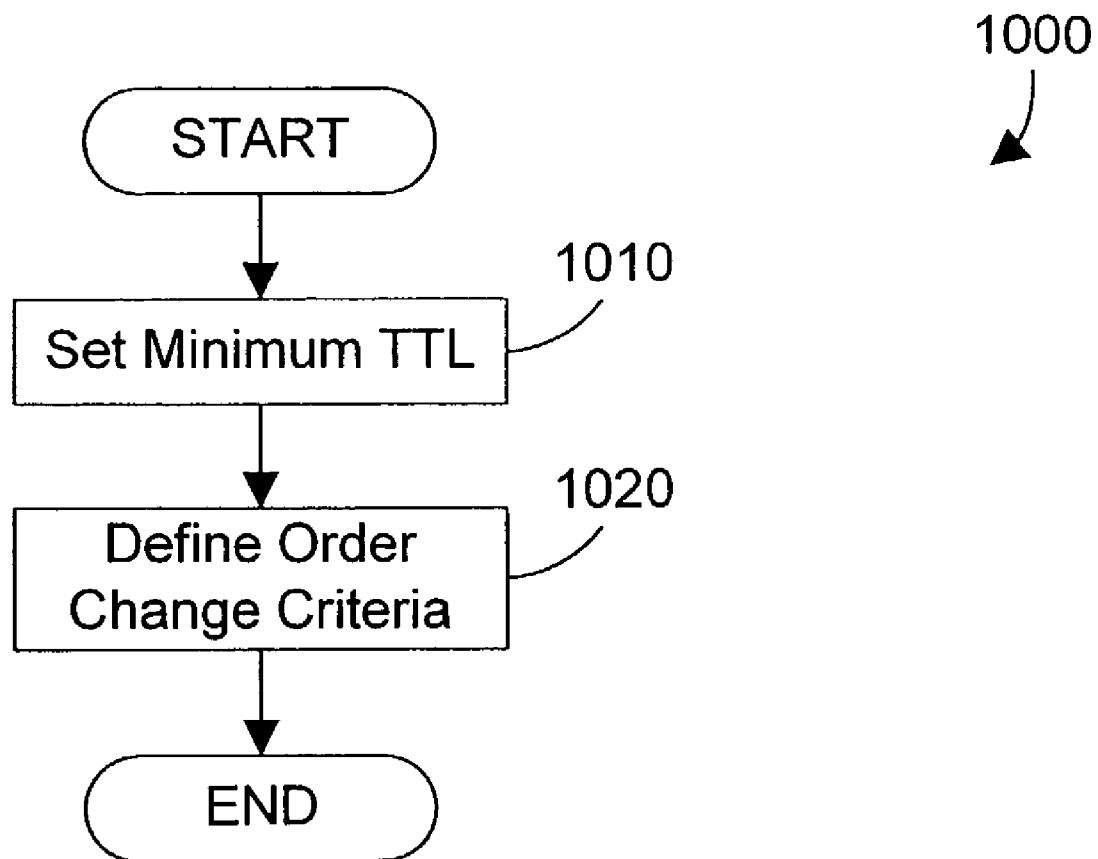 1000
START
1010
Set Minimum TTL
1020
Define Order
Change Criteria
END